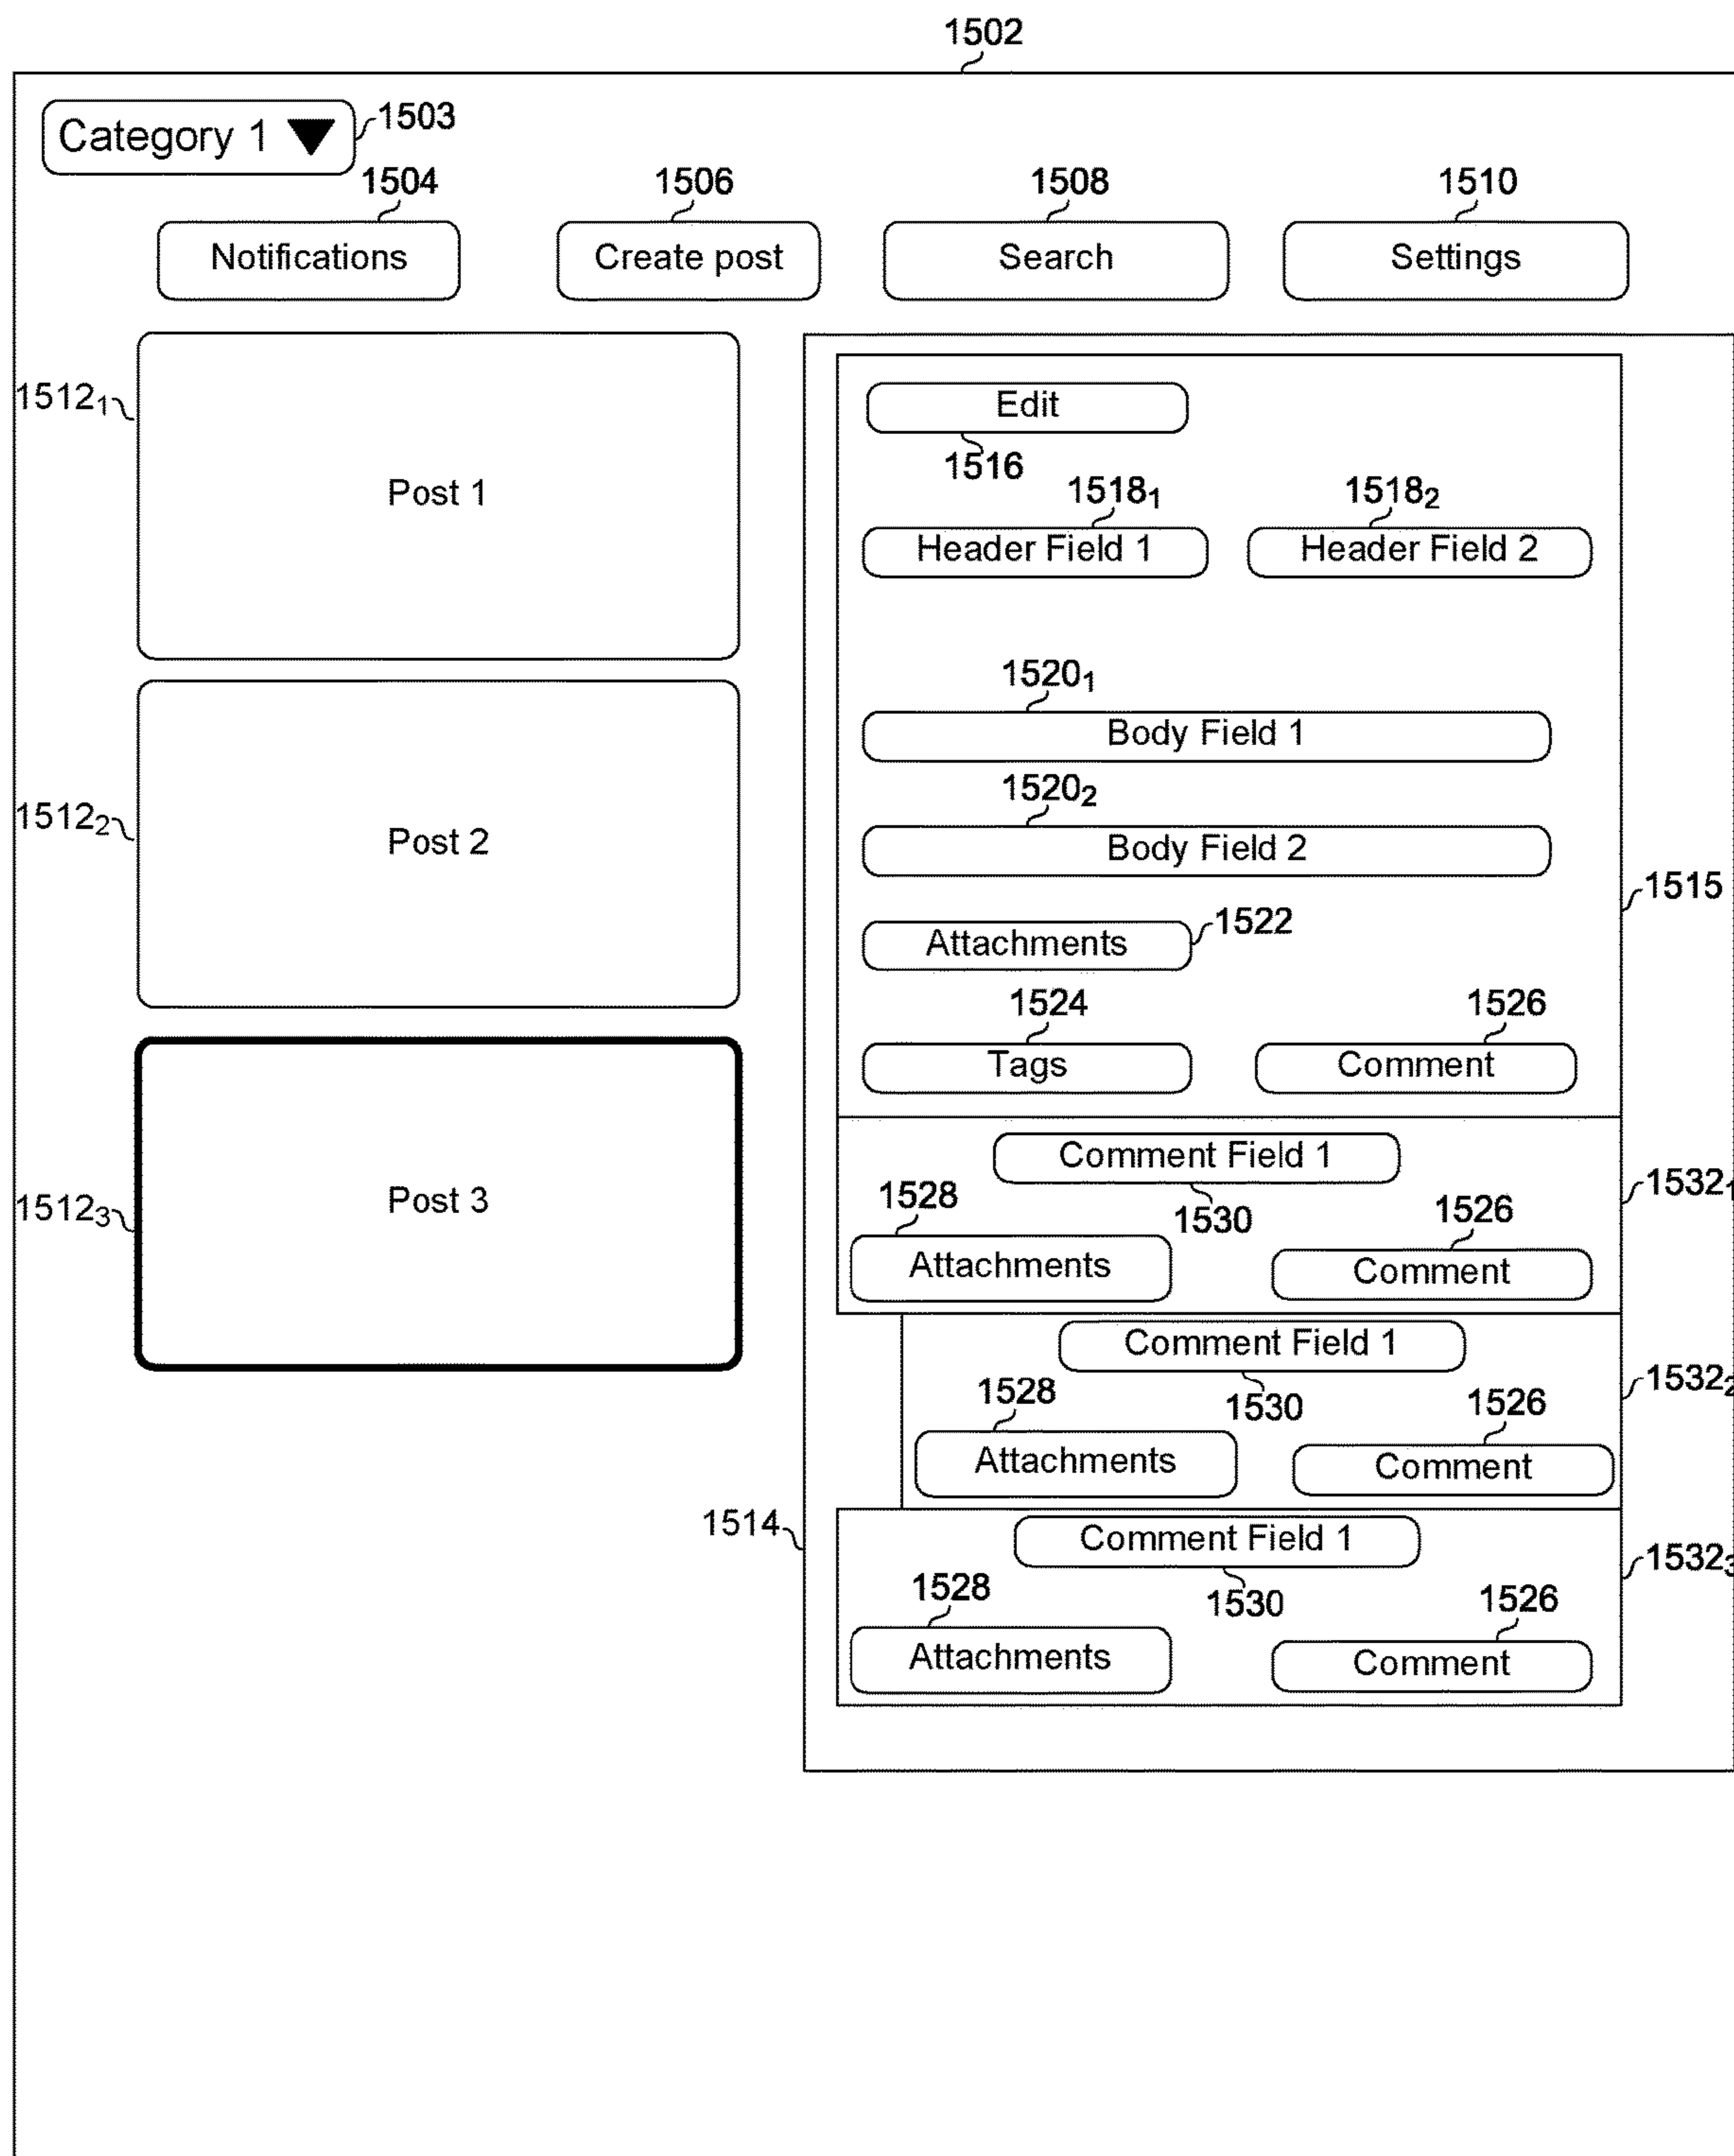 1502
Category 1
1503
1504
1506
1508
1510
Notifications
Create post
Search
Settings
1512₁
Post 1
1512₂
Post 2
1512₃
Post 3
Edit
1516
1518₁
1518₂
Header Field 1
Header Field 2
1520₁
Body Field 1
1520₂
Body Field 2
1515
Attachments
1522
1524
1526
Tags
Comment
Comment Field 1
1532₁
1528
1530
1526
Attachments
Comment
Comment Field 1
1532₂
1528
1530
1526
Attachments
Comment
1514
Comment Field 1
1532₃
1528
1530
1526
Attachments
Comment